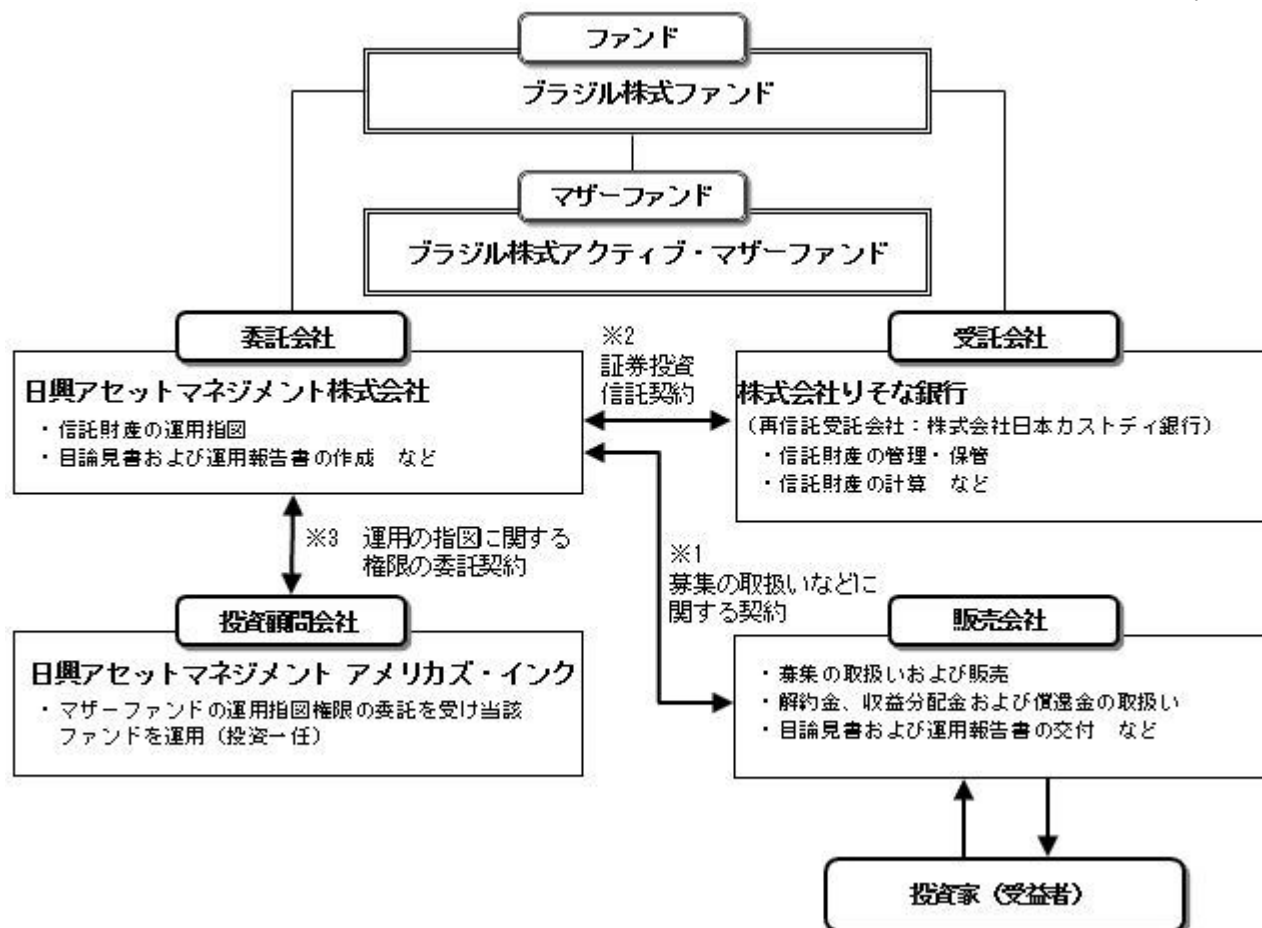 ファンド
ブラジル株式ファンド
マザーファンド
ブラジル株式アクティブ・マザーファンド
委託会社
日興アセットマネジメント株式会社
・信託財産の運用指図
・目論見書および運用報告書の作成　など
※2
証券投資
信託契約
受託会社
株式会社りそな銀行
（再信託受託会社：株式会社日本カストディ銀行）
・信託財産の管理・保管
・信託財産の計算　など
※3　運用の指図に関する
権限の委託契約
※1
募集の取扱いなどに
関する契約
投資顧問会社
日興アセットマネジメント アメリカズ・インク
・マザーファンドの運用指図権限の委託を受け当該
ファンドを運用（投資一任）
販売会社
・募集の取扱いおよび販売
・解約金、収益分配金および償還金の取扱い
・目論見書および運用報告書の交付　など
投資家（受益者）